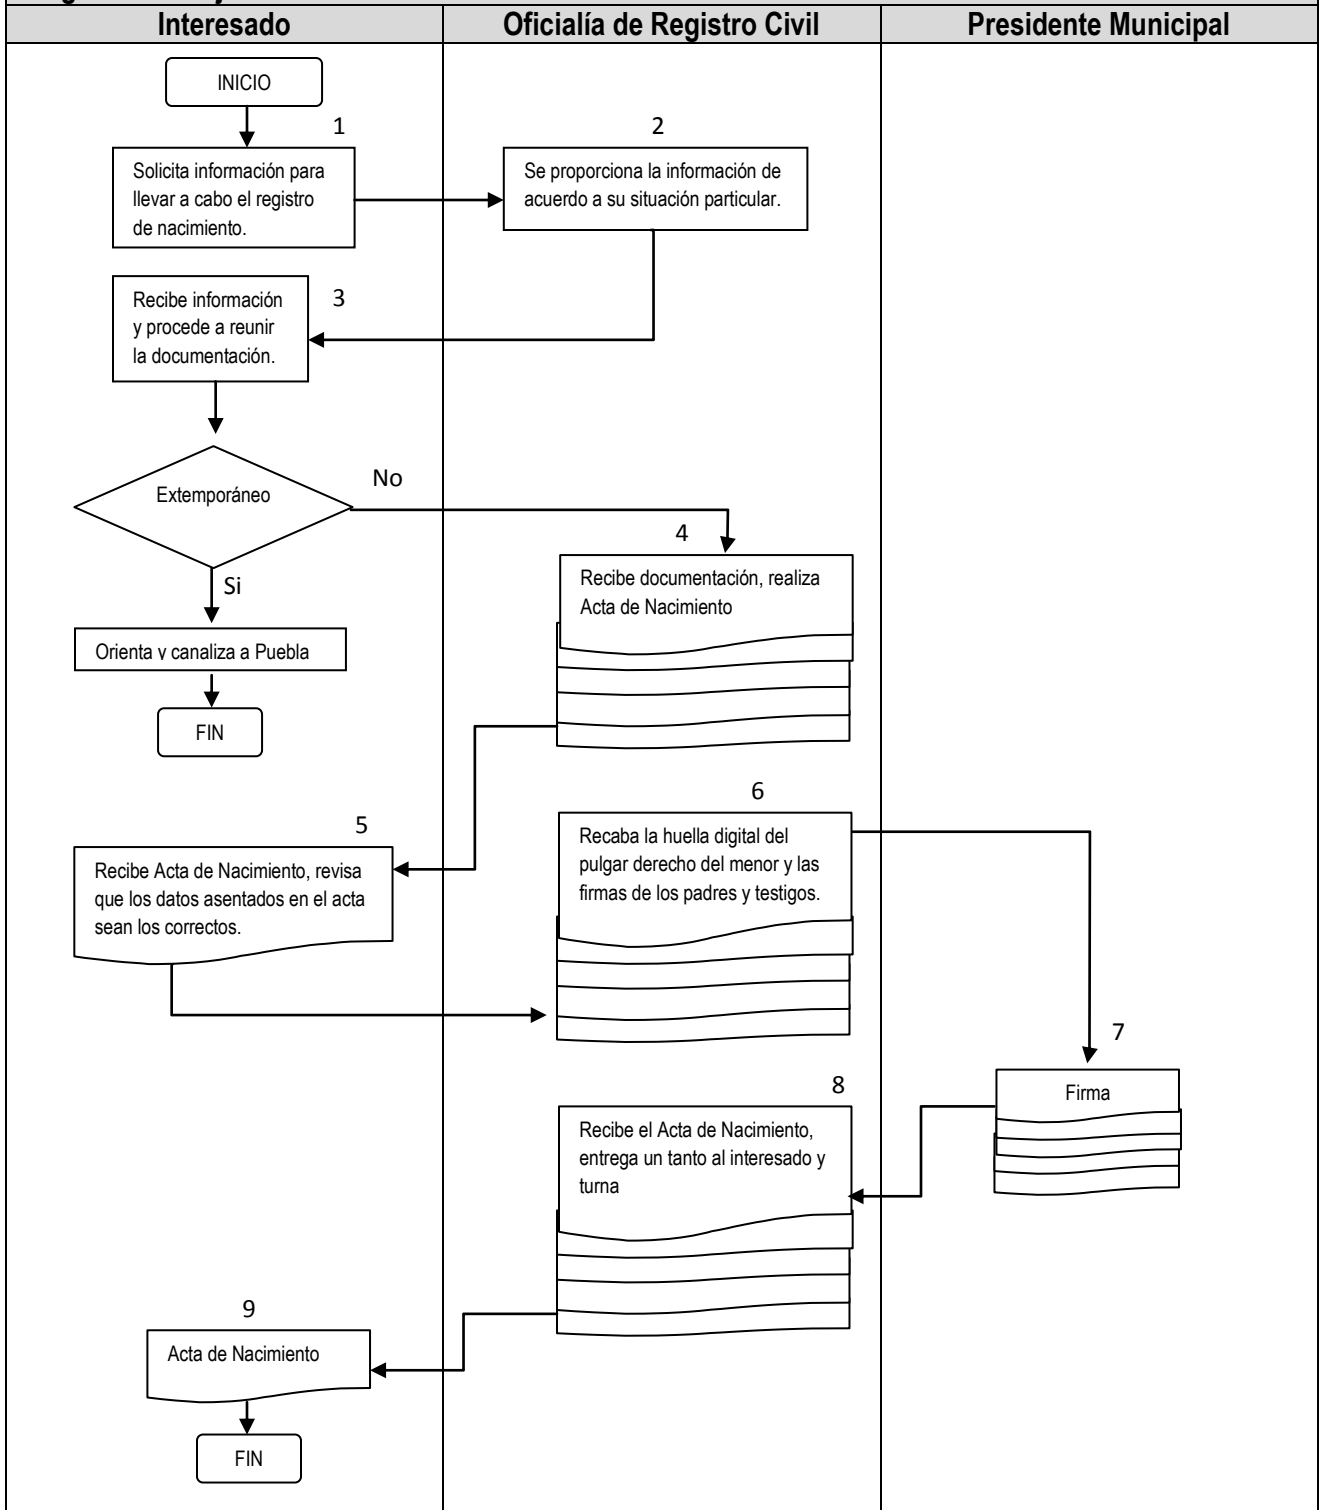 Interesado
Oficialía de Registro Civil
Presidente Municipal
INICIO
1
2
Solicita información para
llevar a cabo el registro
de nacimiento.
Se proporciona la información de
acuerdo a su situación particular.
3
Recibe información
y procede a reunir
la documentación.
Extemporáneo
No
Si
4
Recibe documentación, realiza
Acta de Nacimiento
Orienta y canaliza a Puebla
FIN
5
Recibe Acta de Nacimiento, revisa
que los datos asentados en el acta
sean los correctos.
6
Recaba la huella digital del
pulgar derecho del menor y las
firmas de los padres y testigos.
7
Firma
8
Recibe el Acta de Nacimiento,
entrega un tanto al interesado y
turna
9
Acta de Nacimiento
FIN